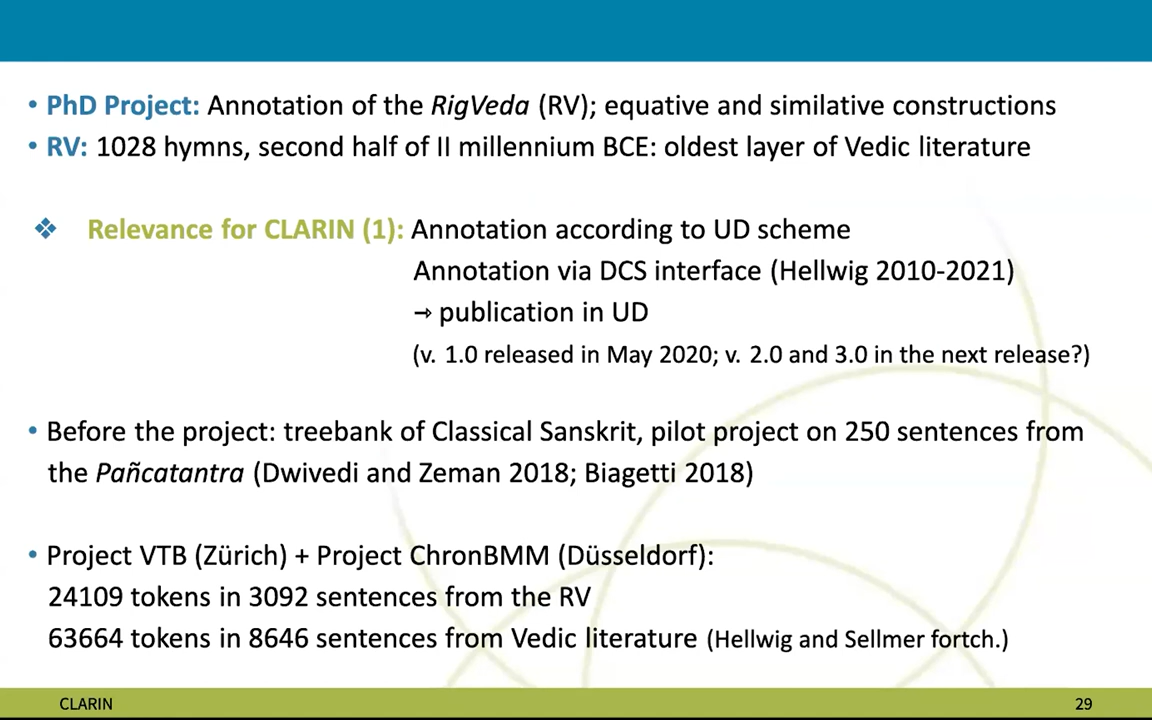 • PhD Project: Annotation of the RigVeda (RV); equative and similative constructions
• RV: 1028 hymns, second half of II millennium BCE: oldest layer of Vedic literature
❖ Relevance for CLARIN (1): Annotation according to UD scheme
Annotation via DCS interface (Hellwig 2010-2021)
→ publication in UD
(v. 1.0 released in May 2020; v. 2.0 and 3.0 in the next release?)
• Before the project: treebank of Classical Sanskrit, pilot project on 250 sentences from
the Pañcatantra (Dwivedi and Zeman 2018; Biagetti 2018)
• Project VTB (Zürich) + Project ChronBMM (Düsseldorf):
24109 tokens in 3092 sentences from the RV
63664 tokens in 8646 sentences from Vedic literature (Hellwig and Sellmer fortch.)
CLARIN 29